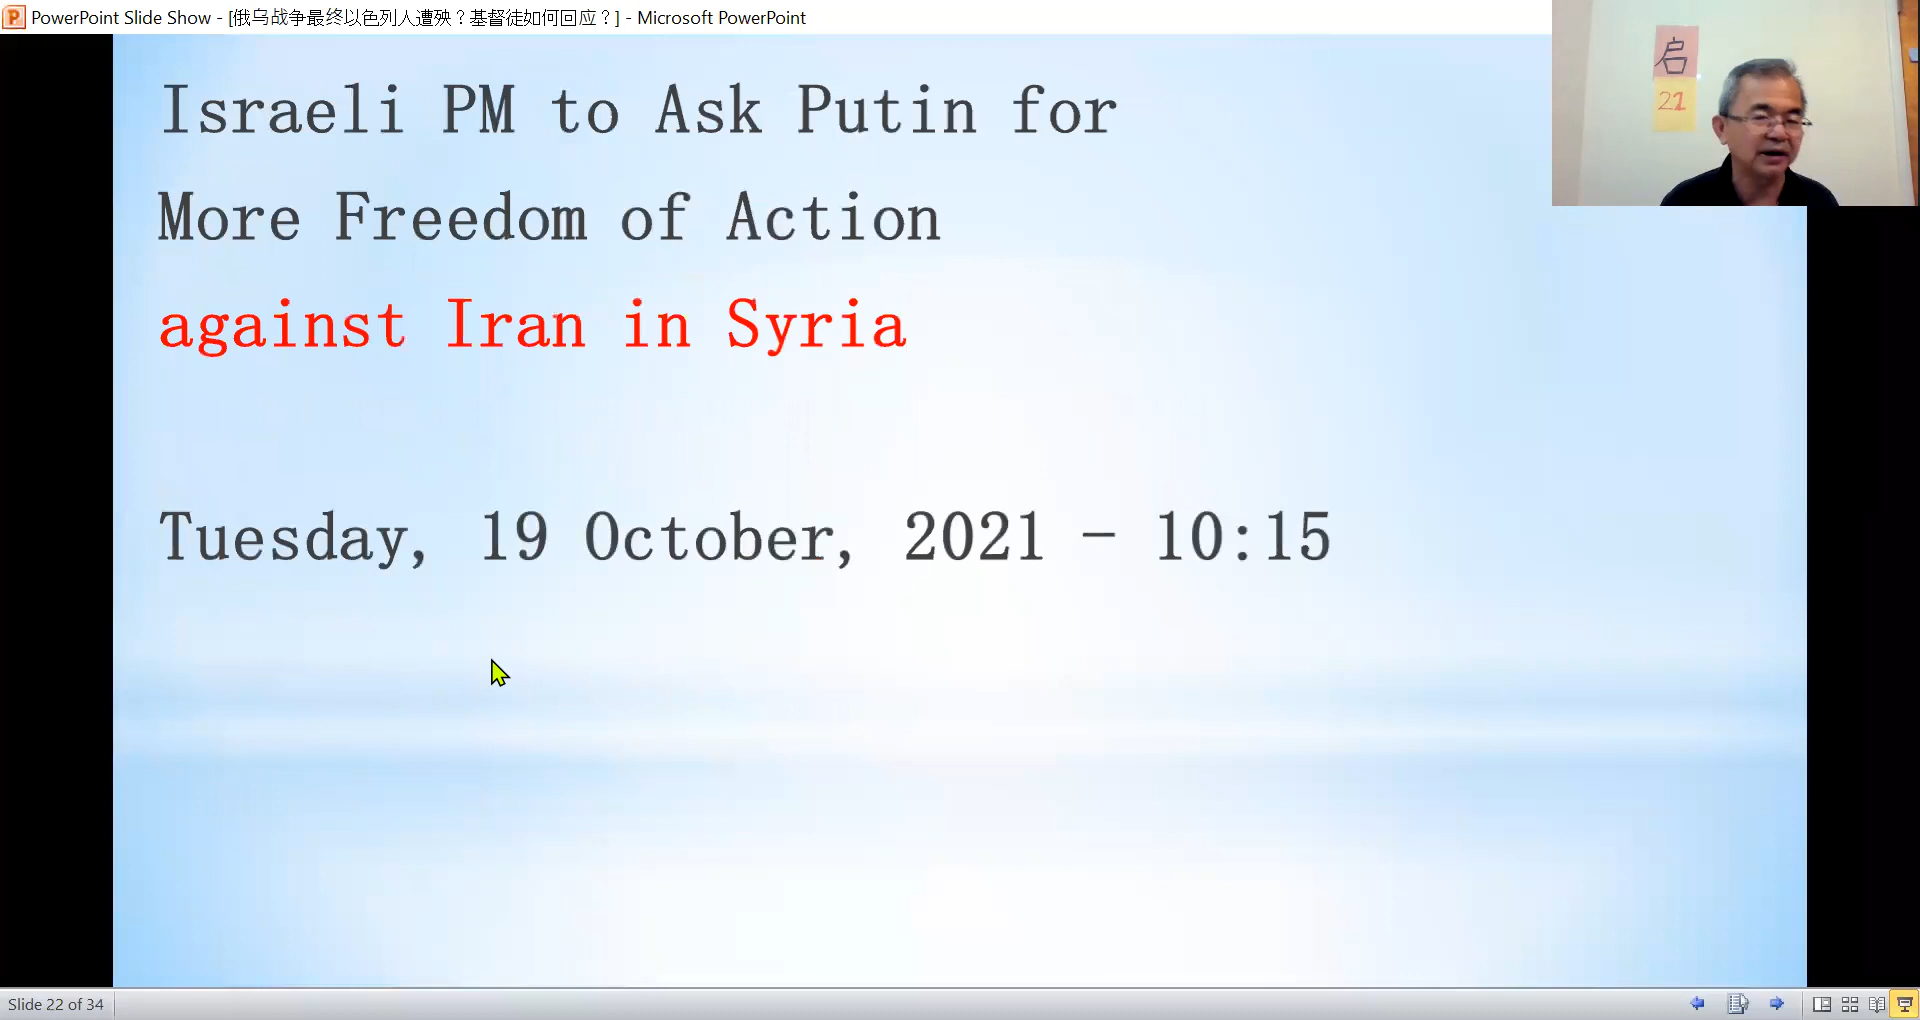 PowerPoint Slide Show - [俄乌战争最终以色列人遭殃？基督徒如何回应？] - Microsoft PowerPoint
启
21
Israeli PM to Ask Putin for
More Freedom of Action
against Iran in Syria
Tuesday, 19 October, 2021 - 10:15
Slide 22 of 34